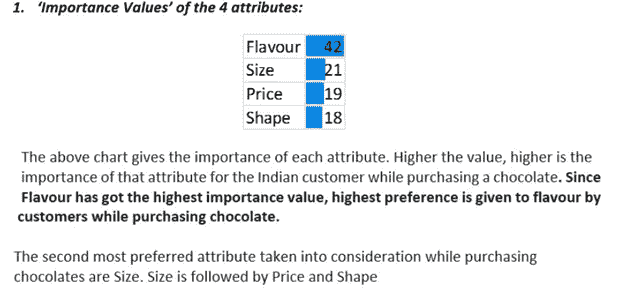 1. 'Importance Values' of the 4 attributes:
Flavour 42
Size 21
Price 19
Shape 18
The above chart gives the importance of each attribute. Higher the value, higher is the
importance of that attribute for the Indian customer while purchasing a chocolate. Since
Flavour has got the highest importance value, highest preference is given to flavour by
customers while purchasing chocolate.
The second most preferred attribute taken into consideration while purchasing
chocolates are Size. Size is followed by Price and Shape